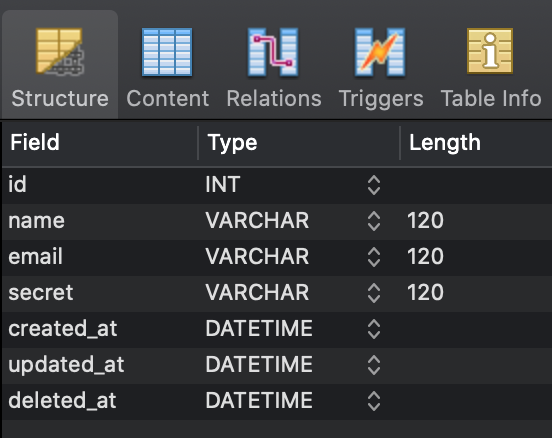 Structure Content Relations Triggers Table Info
Field Type Length
id INT
name VARCHAR 120
email VARCHAR 120
secret VARCHAR 120
created_at DATETIME
updated_at DATETIME
deleted_at DATETIME